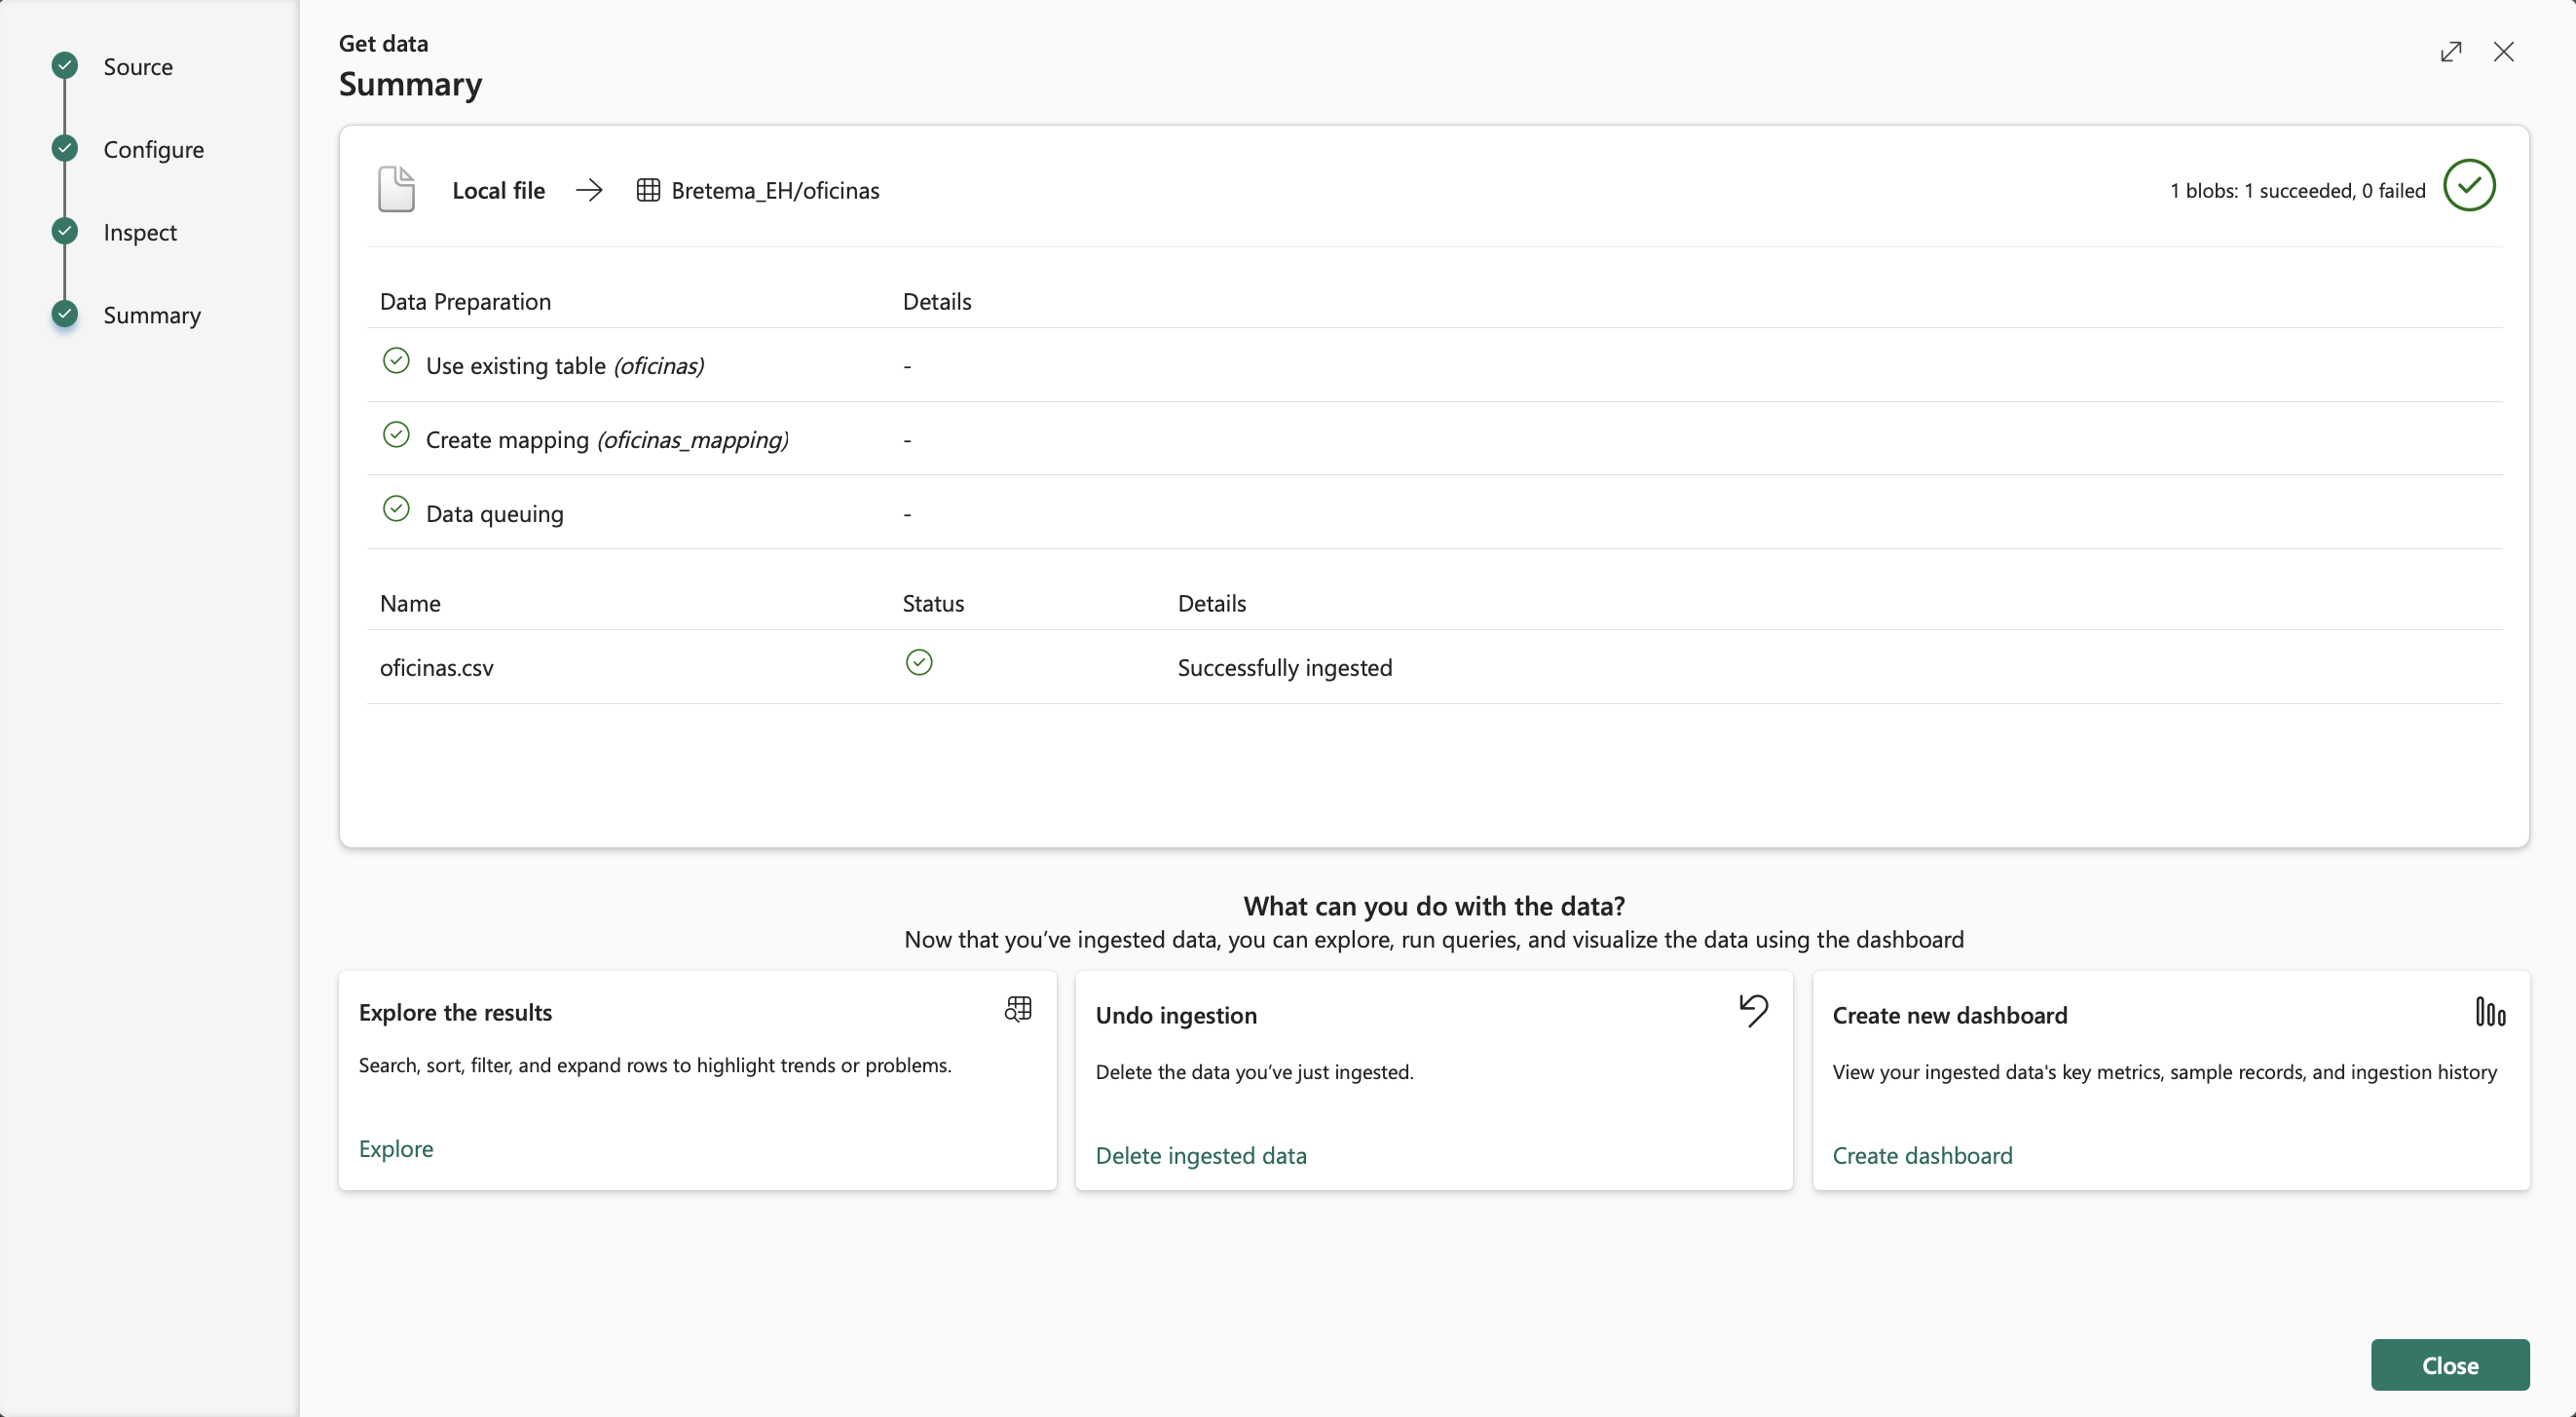 Source
Configure
Inspect
Summary
Get data
Summary
Local file Bretema_EH/oficinas
1 blobs: 1 succeeded, 0 failed
Data Preparation Details
Use existing table (oficinas) -
Create mapping (oficinas_mapping) -
Data queuing -
Name Status Details
oficinas.csv Successfully ingested
What can you do with the data?
Now that you’ve ingested data, you can explore, run queries, and visualize the data using the dashboard
Explore the results
Search, sort, filter, and expand rows to highlight trends or problems.
Explore
Undo ingestion
Delete the data you’ve just ingested.
Delete ingested data
Create new dashboard
View your ingested data's key metrics, sample records, and ingestion history
Create dashboard
Close